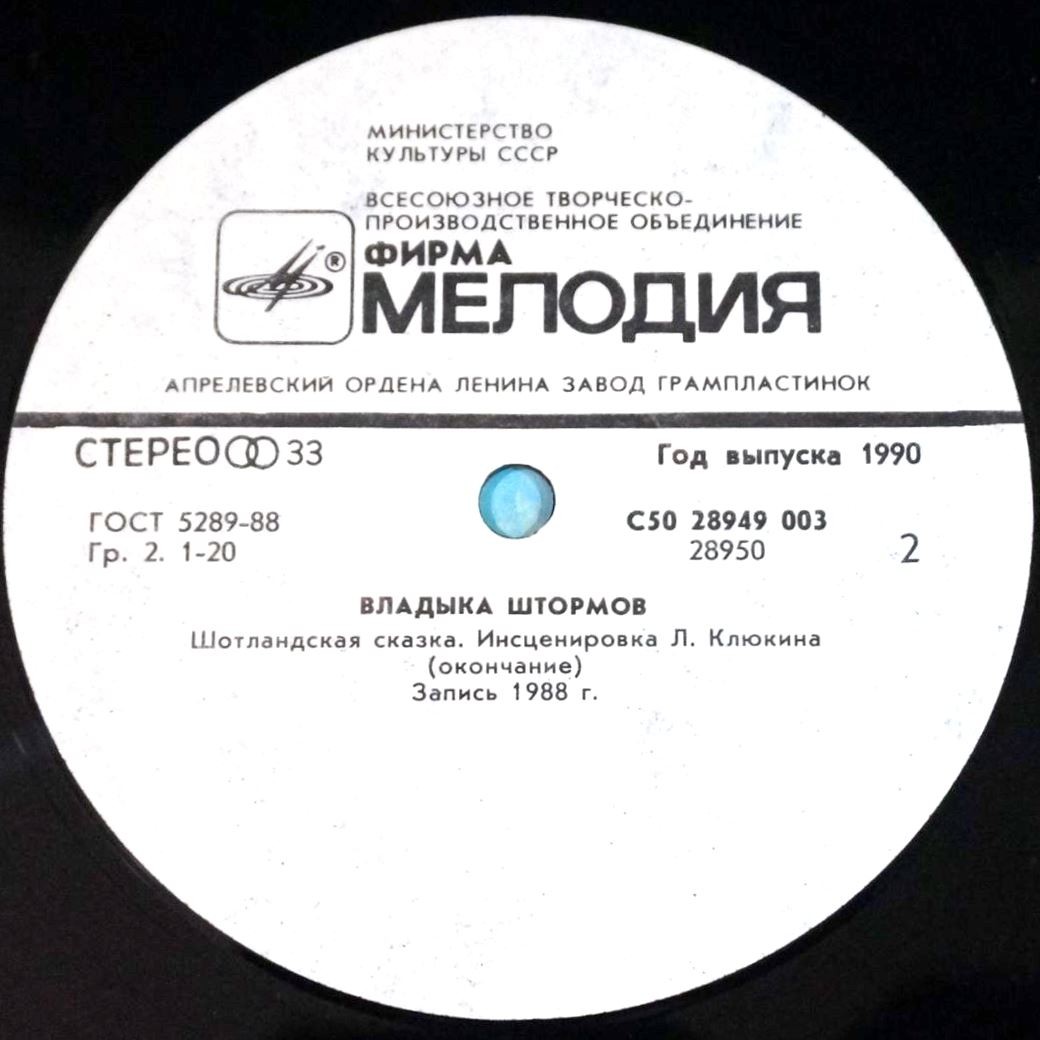 МИНИСТЕРСТВО
КУЛЬТУРЫ СССР
ВСЕСОЮЗНОЕ ТВОРЧЕСКО-
ПРОИЗВОДСТВЕННОЕ ОБЪЕДИНЕНИЕ
ФИРМА
®
МЕЛОДИЯ
АПРЕЛЕВСКИЙ ОРДЕНА ЛЕНИНА ЗАВОД ГРАМПЛАСТИНОК
СТЕРЕО 33
Год выпуска 1990
ГОСТ 5289-88
Гр. 2. 1-20
С50 28949 003
28950
2
ВЛАДЫКА ШТОРМОВ
Шотландская сказка. Инсценировка Л. Клюкина
(окончание)
Запись 1988 г.